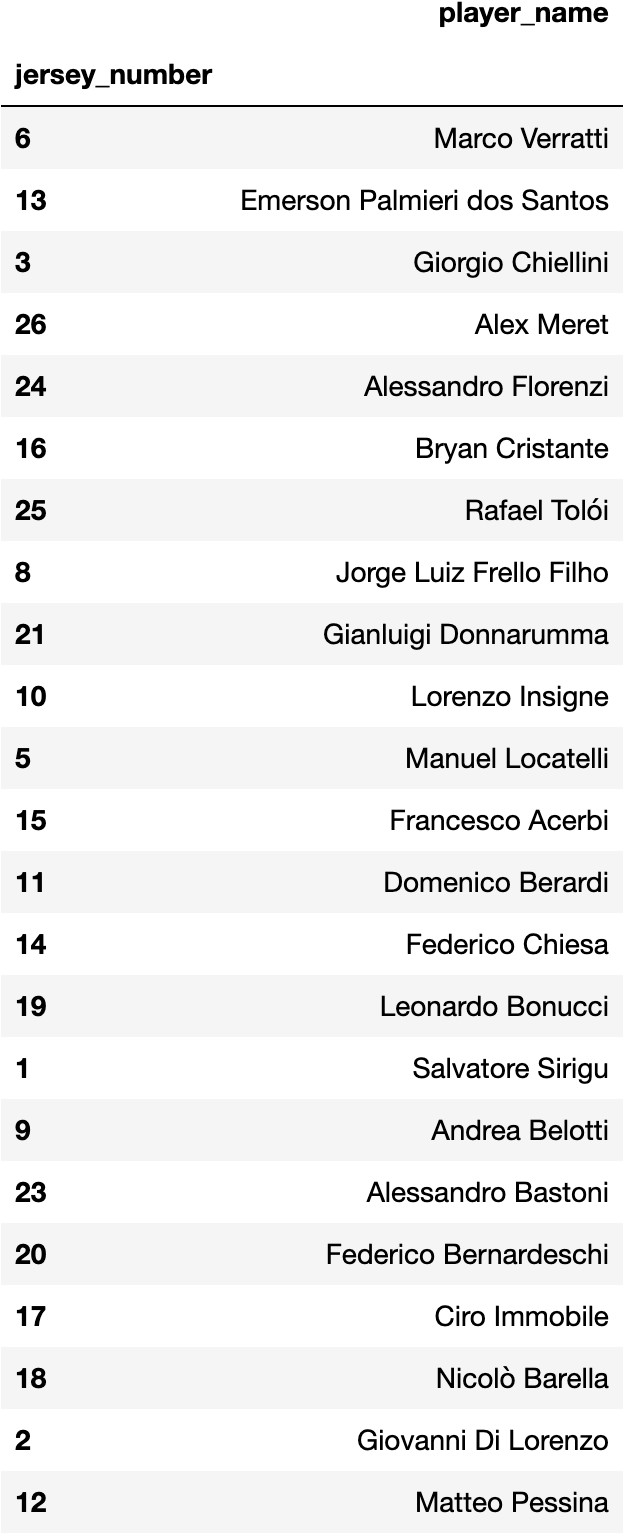 player_name
jersey_number
6 Marco Verratti
13 Emerson Palmieri dos Santos
3 Giorgio Chiellini
26 Alex Meret
24 Alessandro Florenzi
16 Bryan Cristante
25 Rafael Tolói
8 Jorge Luiz Frello Filho
21 Gianluigi Donnarumma
10 Lorenzo Insigne
5 Manuel Locatelli
15 Francesco Acerbi
11 Domenico Berardi
14 Federico Chiesa
19 Leonardo Bonucci
1 Salvatore Sirigu
9 Andrea Belotti
23 Alessandro Bastoni
20 Federico Bernardeschi
17 Ciro Immobile
18 Nicolò Barella
2 Giovanni Di Lorenzo
12 Matteo Pessina